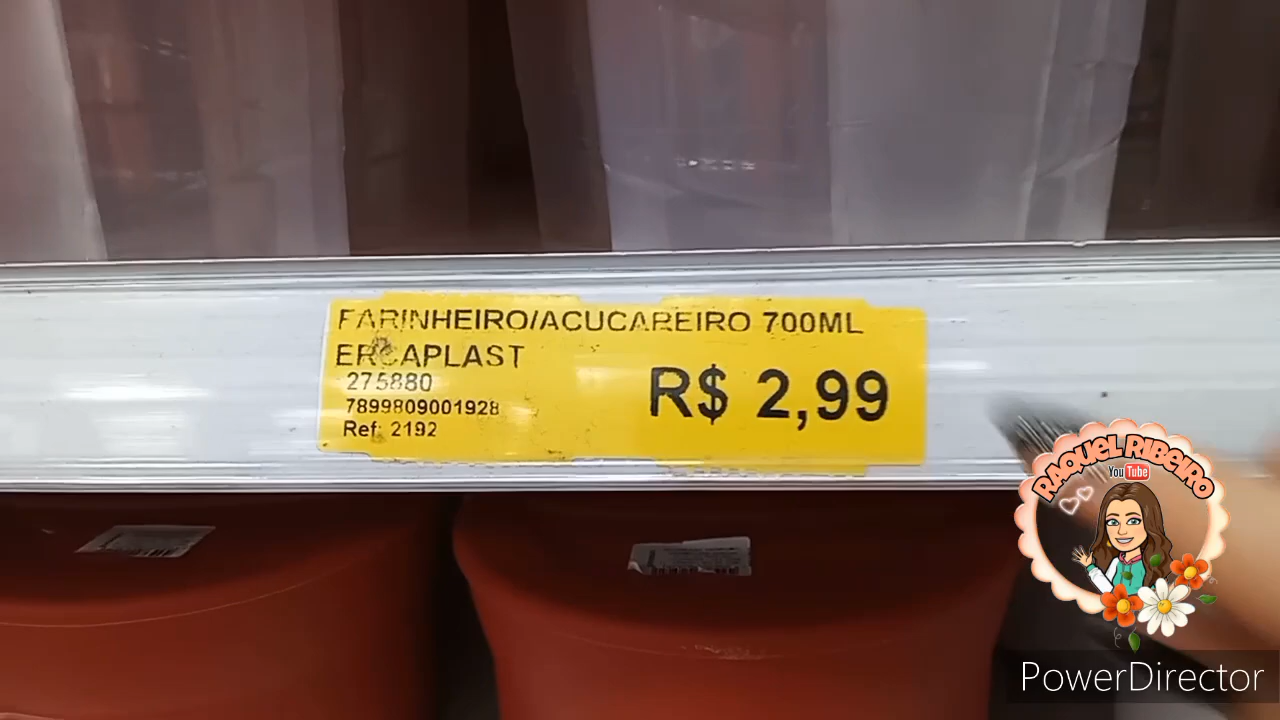 FARINHEIRO/ACUCAREIRO 700ML
ERCAPLAST
275880
7899809001928
Ref: 2192
R$ 2,99
RAQUEL RIBEIRO
YouTube
PowerDirector